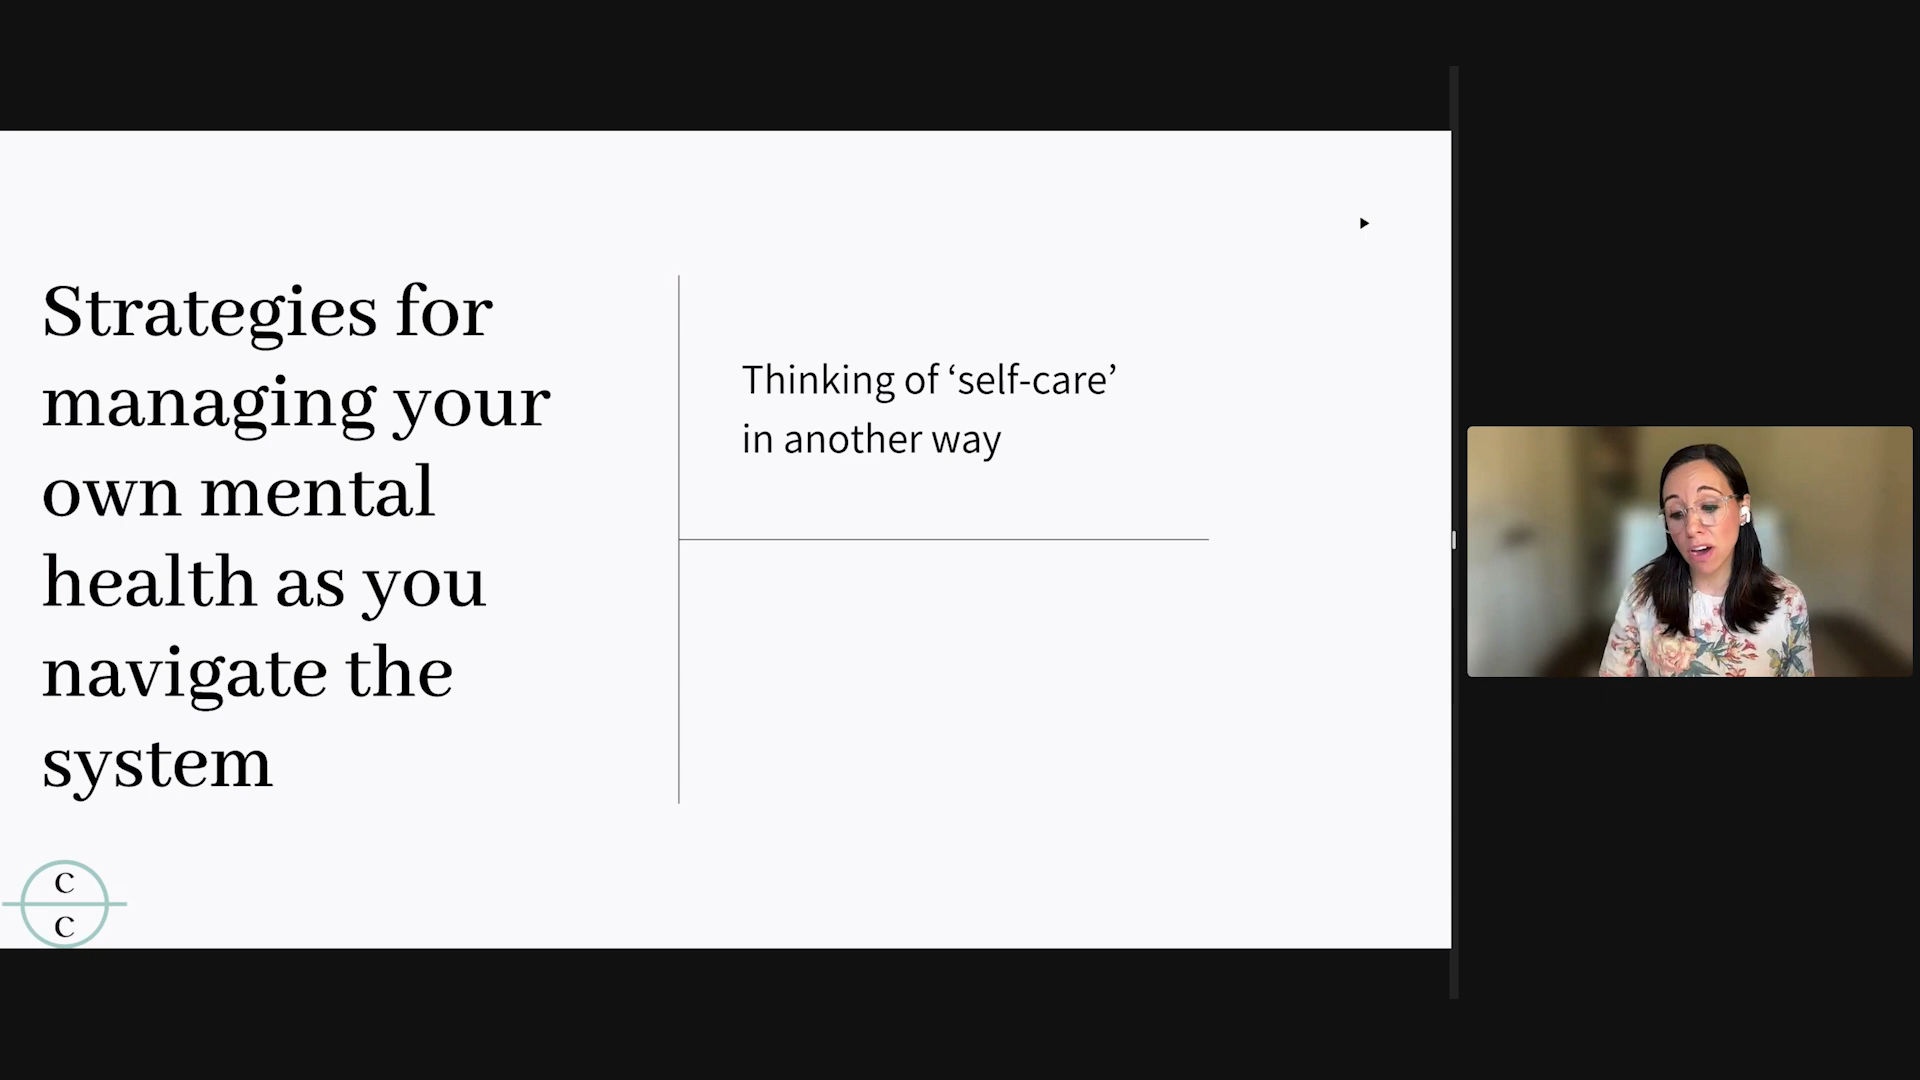 Strategies for
managing your
own mental
health as you
navigate the
system
Thinking of ‘self-care’
in another way
C
C